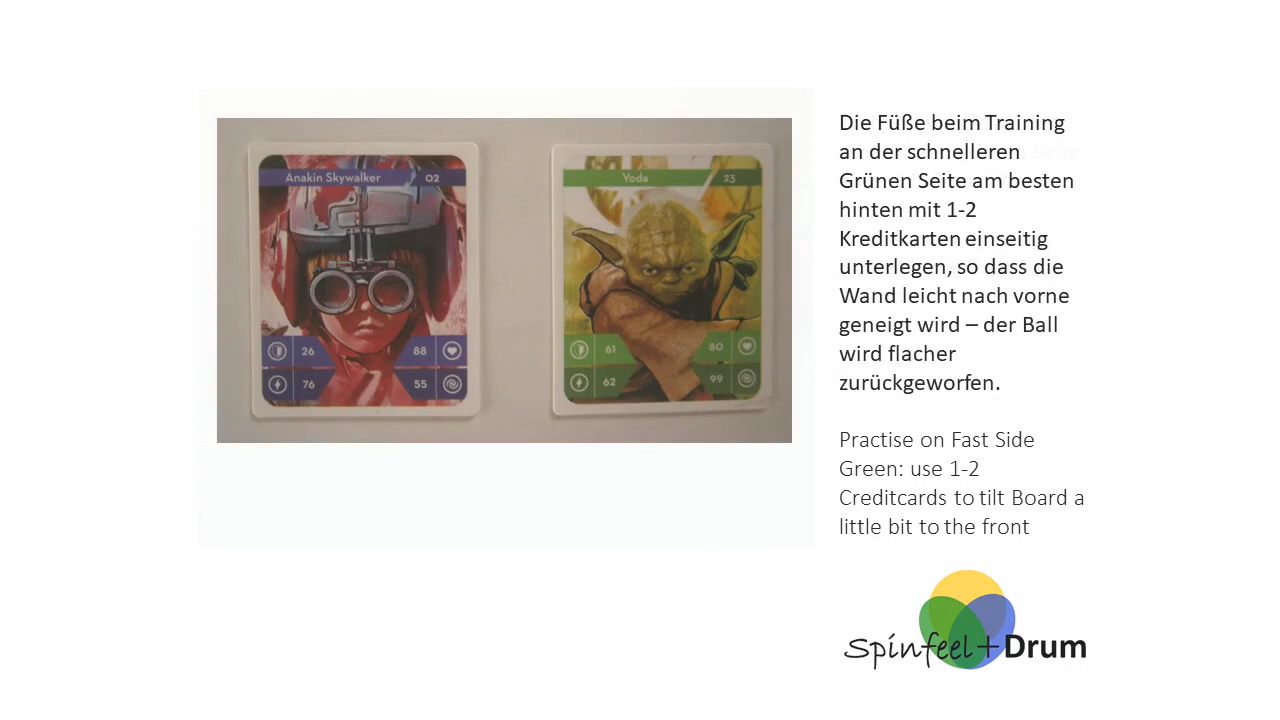 Anakin Skywalker 02
26 88
76 55
Yoda 23
61 80
62 99
Die Füße beim Training
an der schnelleren
Grünen Seite am besten
hinten mit 1-2
Kreditkarten einseitig
unterlegen, so dass die
Wand leicht nach vorne
geneigt wird – der Ball
wird flacher
zurückgeworfen.
Practise on Fast Side
Green: use 1-2
Creditcards to tilt Board a
little bit to the front
Spinfeel+Drum